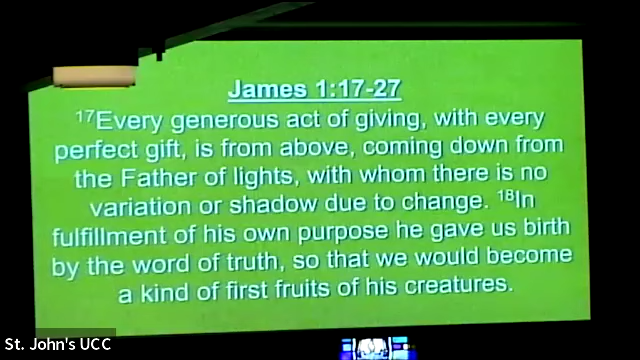 James 1:17-27
17Every generous act of giving, with every
perfect gift, is from above, coming down from
the Father of lights, with whom there is no
variation or shadow due to change. 18In
fulfillment of his own purpose he gave us birth
by the word of truth, so that we would become
a kind of first fruits of his creatures.
St. John's UCC